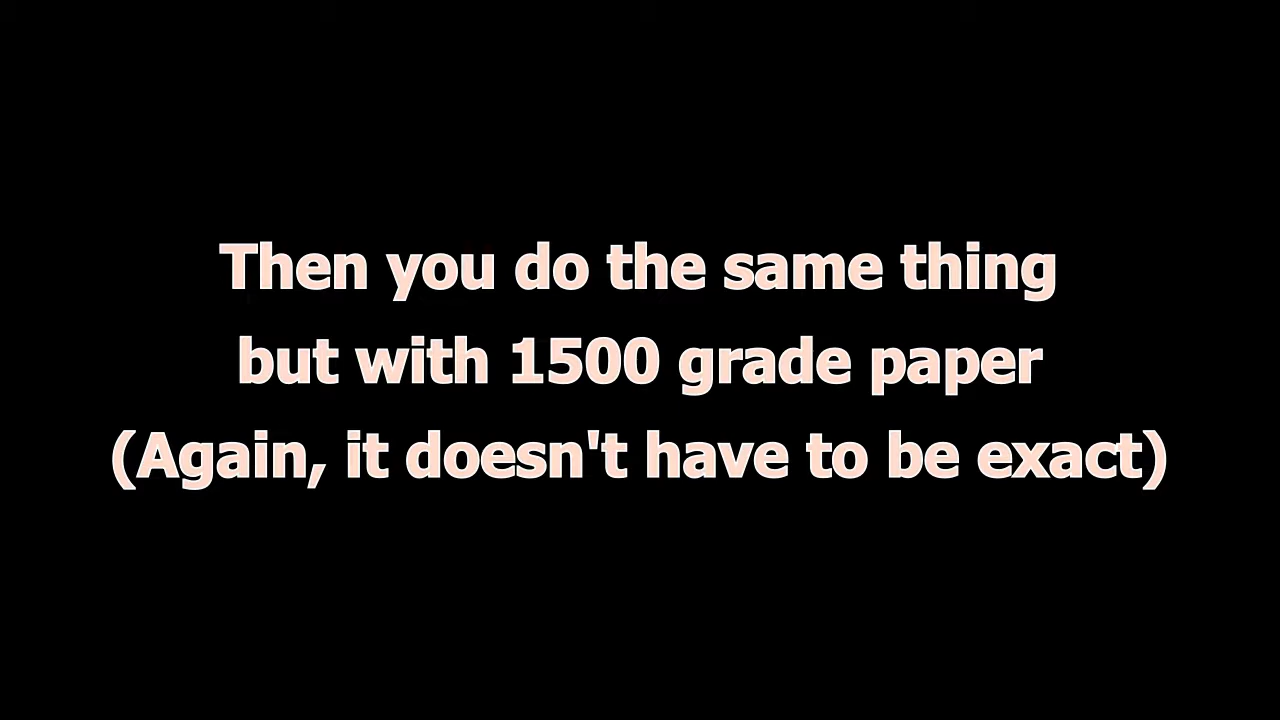 Then you do the same thing
but with 1500 grade paper
(Again, it doesn't have to be exact)